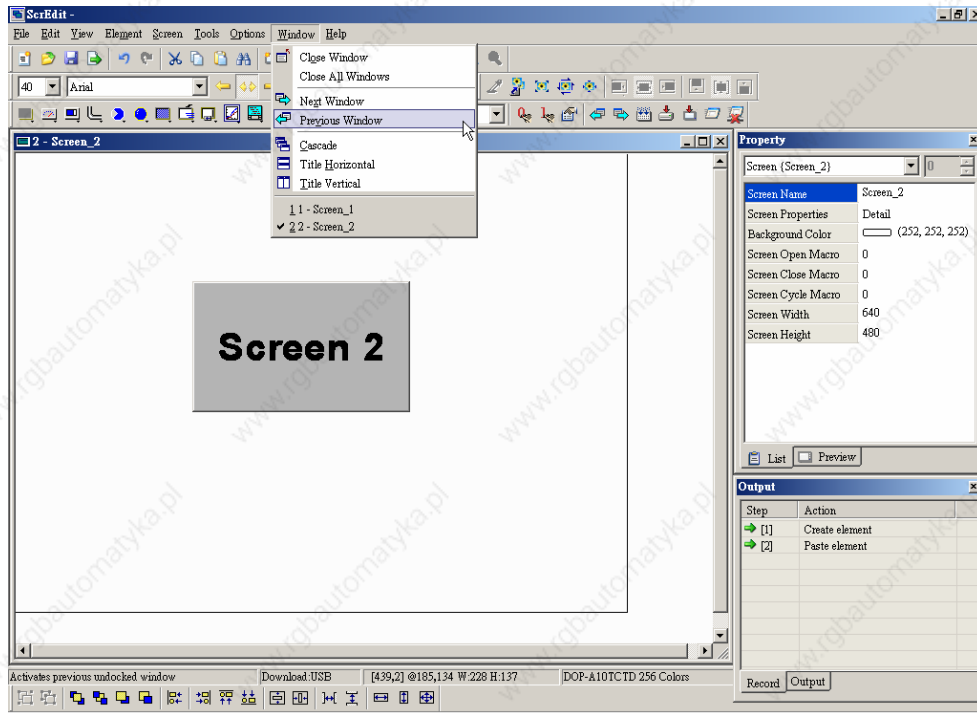 ScrEdit -
File Edit View Element Screen Tools Options Window Help
Close Window
Close All Windows
Next Window
Previous Window
Cascade
Title Horizontal
Title Vertical
1 1 - Screen_1
2 2 - Screen_2
40 Arial
2 - Screen_2
Screen 2
Property
Screen {Screen_2} 0
Screen Name Screen_2
Screen Properties Detail
Background Color (252, 252, 252)
Screen Open Macro 0
Screen Close Macro 0
Screen Cycle Macro 0
Screen Width 640
Screen Height 480
List Preview
Output
Step Action
[1] Create element
[2] Paste element
Record Output
Activates previous undocked window Download:USB [439,2] @185,134 W:228 H:137 DOP-A10TCTD 256 Colors
www.rgbautomatyka.pl